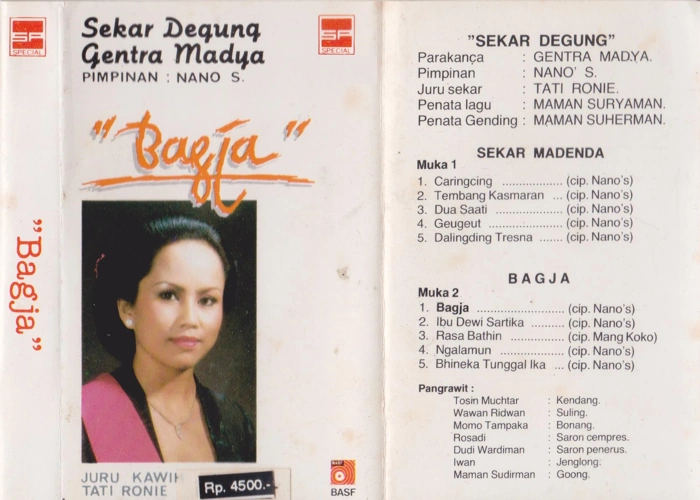 SP
SPECIAL
"Bagja"
Sekar Degung
Gentra Madya
PIMPINAN : NANO S.
SP
SPECIAL
"Bagja"
JURU KAWIH
TATI RONIE
Rp. 4500.-
BASF
BASF
"SEKAR DEGUNG"
Parakanca : GENTRA MADYA.
Pimpinan : NANO' S.
Juru sekar : TATI RONIE.
Penata lagu : MAMAN SURYAMAN.
Penata Gending : MAMAN SUHERMAN.
SEKAR MADENDA
Muka 1
1. Caringcing .................. (cip. Nano's)
2. Tembang Kasmaran ... (cip. Nano's)
3. Dua Saati ..................... (cip. Nano's)
4. Geugeut ...................... (cip. Nano's)
5. Dalingding Tresna ....... (cip. Nano's)
BAGJA
Muka 2
1. Bagja .......................... (cip. Nano's)
2. Ibu Dewi Sartika .......... (cip. Nano's)
3. Rasa Bathin ................ (cip. Mang Koko)
4. Ngalamun ................... (cip. Nano's)
5. Bhineka Tunggal Ika ... (cip. Nano's)
Pangrawit :
Tosin Muchtar : Kendang.
Wawan Ridwan : Suling.
Momo Tampaka : Bonang.
Rosadi : Saron cempres.
Dudi Wardiman : Saron penerus.
Iwan : Jenglong.
Maman Sudirman : Goong.